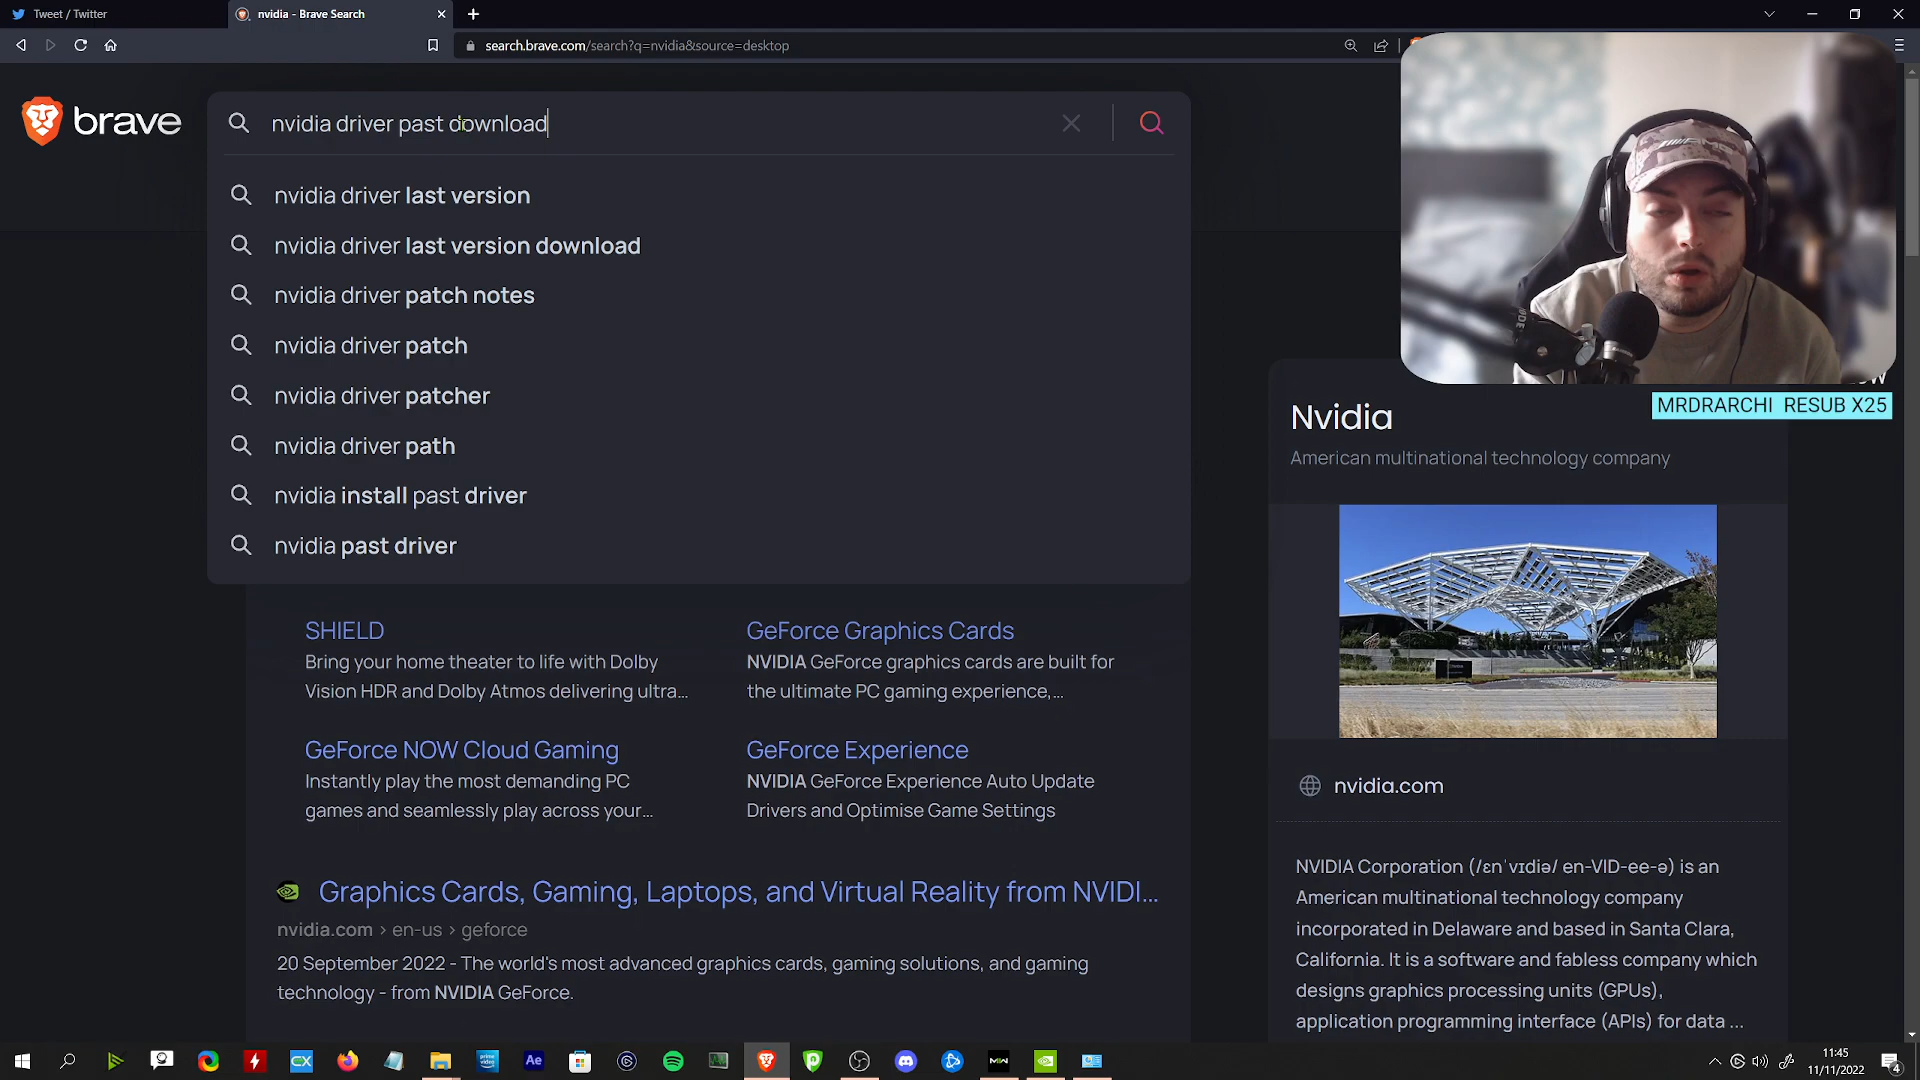 Tweet / Twitter
nvidia - Brave Search
search.brave.com/search?q=nvidia&source=desktop
brave
nvidia driver past download
nvidia driver last version
nvidia driver last version download
nvidia driver patch notes
nvidia driver patch
nvidia driver patcher
nvidia driver path
nvidia install past driver
nvidia past driver
MRDRARCHI RESUB X25
SHIELD
Bring your home theater to life with Dolby
Vision HDR and Dolby Atmos delivering ultra...
GeForce Graphics Cards
NVIDIA GeForce graphics cards are built for
the ultimate PC gaming experience,...
GeForce NOW Cloud Gaming
Instantly play the most demanding PC
games and seamlessly play across your...
GeForce Experience
NVIDIA GeForce Experience Auto Update
Drivers and Optimise Game Settings
Graphics Cards, Gaming, Laptops, and Virtual Reality from NVIDI...
nvidia.com › en-us › geforce
20 September 2022 - The world's most advanced graphics cards, gaming solutions, and gaming
technology - from NVIDIA GeForce.
Nvidia
American multinational technology company
nvidia.com
NVIDIA Corporation (/ɛnˈvɪdiə/ en-VID-ee-ə) is an
American multinational technology company
incorporated in Delaware and based in Santa Clara,
California. It is a software and fabless company which
designs graphics processing units (GPUs),
application programming interface (APIs) for data ...
CX
prime video
Ae
MWII
11:45
11/11/2022
4